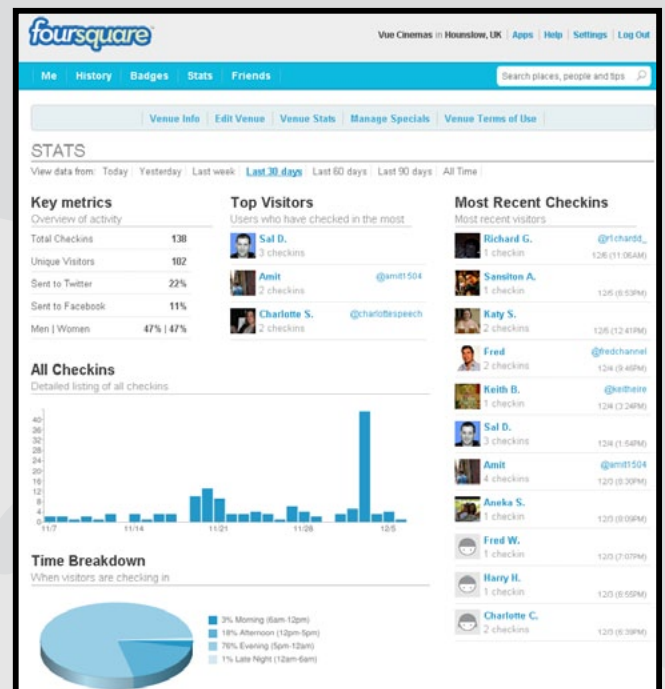 foursquare
Vue Cinemas in Hounslow, UK | Apps | Help | Settings | Log Out
Me | History | Badges | Stats | Friends
Search places, people and tips
Venue Info | Edit Venue | Venue Stats | Manage Specials | Venue Terms of Use
STATS
View data from: Today | Yesterday | Last week | Last 30 days | Last 60 days | Last 90 days | All Time
Key metrics
Overview of activity
Total Checkins 138
Unique Visitors 102
Sent to Twitter 22%
Sent to Facebook 11%
Men | Women 47% | 47%
Top Visitors
Users who have checked in the most
Sal D.
3 checkins
Amit @amit1504
2 checkins
Charlotte S. @charlottespeech
2 checkins
Most Recent Checkins
Most recent visitors
Richard G. @r1chardd_
1 checkin 12/6 (11:06AM)
Sansiton A.
1 checkin 12/5 (6:53PM)
Katy S.
2 checkins 12/5 (12:41PM)
Fred @fredchannel
2 checkins 12/4 (9:46PM)
Keith B. @keitheire
1 checkin 12/4 (3:24PM)
Sal D.
3 checkins 12/4 (1:54PM)
Amit @amit1504
4 checkins 12/3 (8:30PM)
Aneka S.
1 checkin 12/3 (8:09PM)
Fred W.
1 checkin 12/3 (7:07PM)
Harry H.
1 checkin 12/3 (6:55PM)
Charlotte C.
2 checkins 12/3 (6:39PM)
All Checkins
Detailed listing of all checkins
40
36
32
28
24
20
16
12
8
4
0
11/7 11/14 11/21 11/28 12/5
Time Breakdown
When visitors are checking in
3% Morning (6am-12pm)
18% Afternoon (12pm-5pm)
76% Evening (5pm-12am)
1% Late Night (12am-6am)